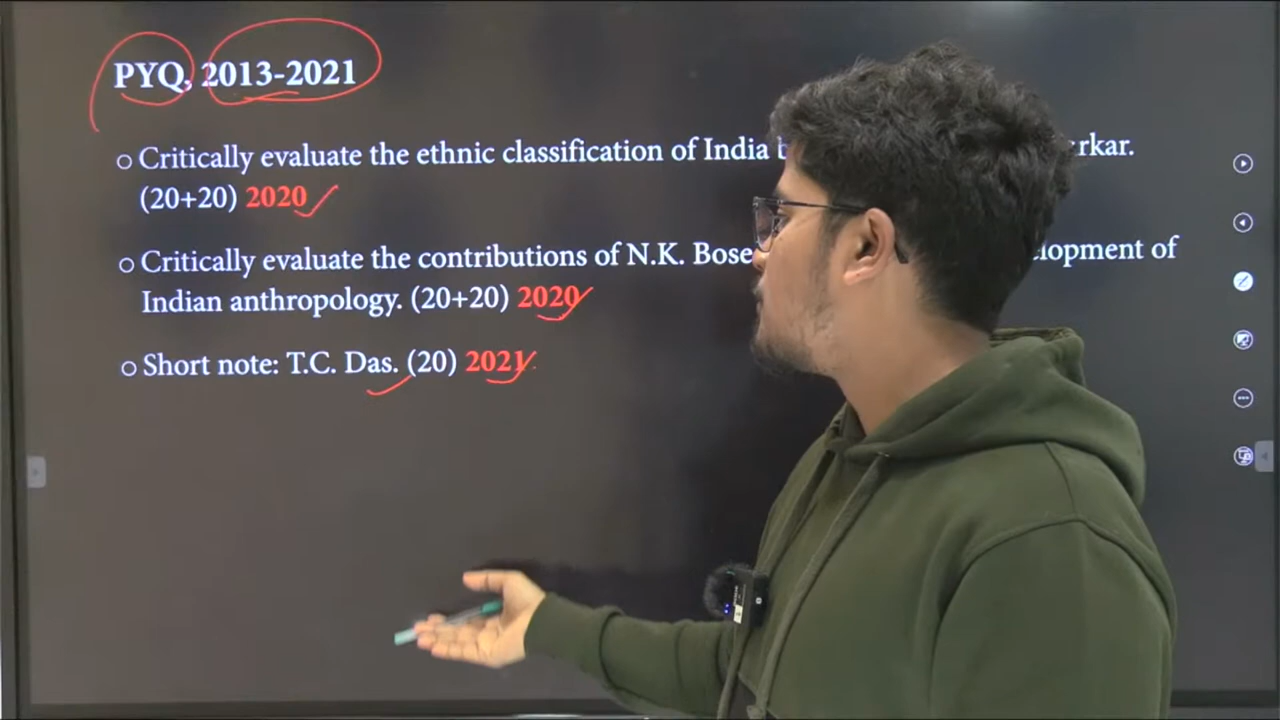 PYQ, 2013-2021
○ Critically evaluate the ethnic classification of India rkar.
(20+20) 2020
○ Critically evaluate the contributions of N.K. Bose lopment of
Indian anthropology. (20+20) 2020
○ Short note: T.C. Das. (20) 2021